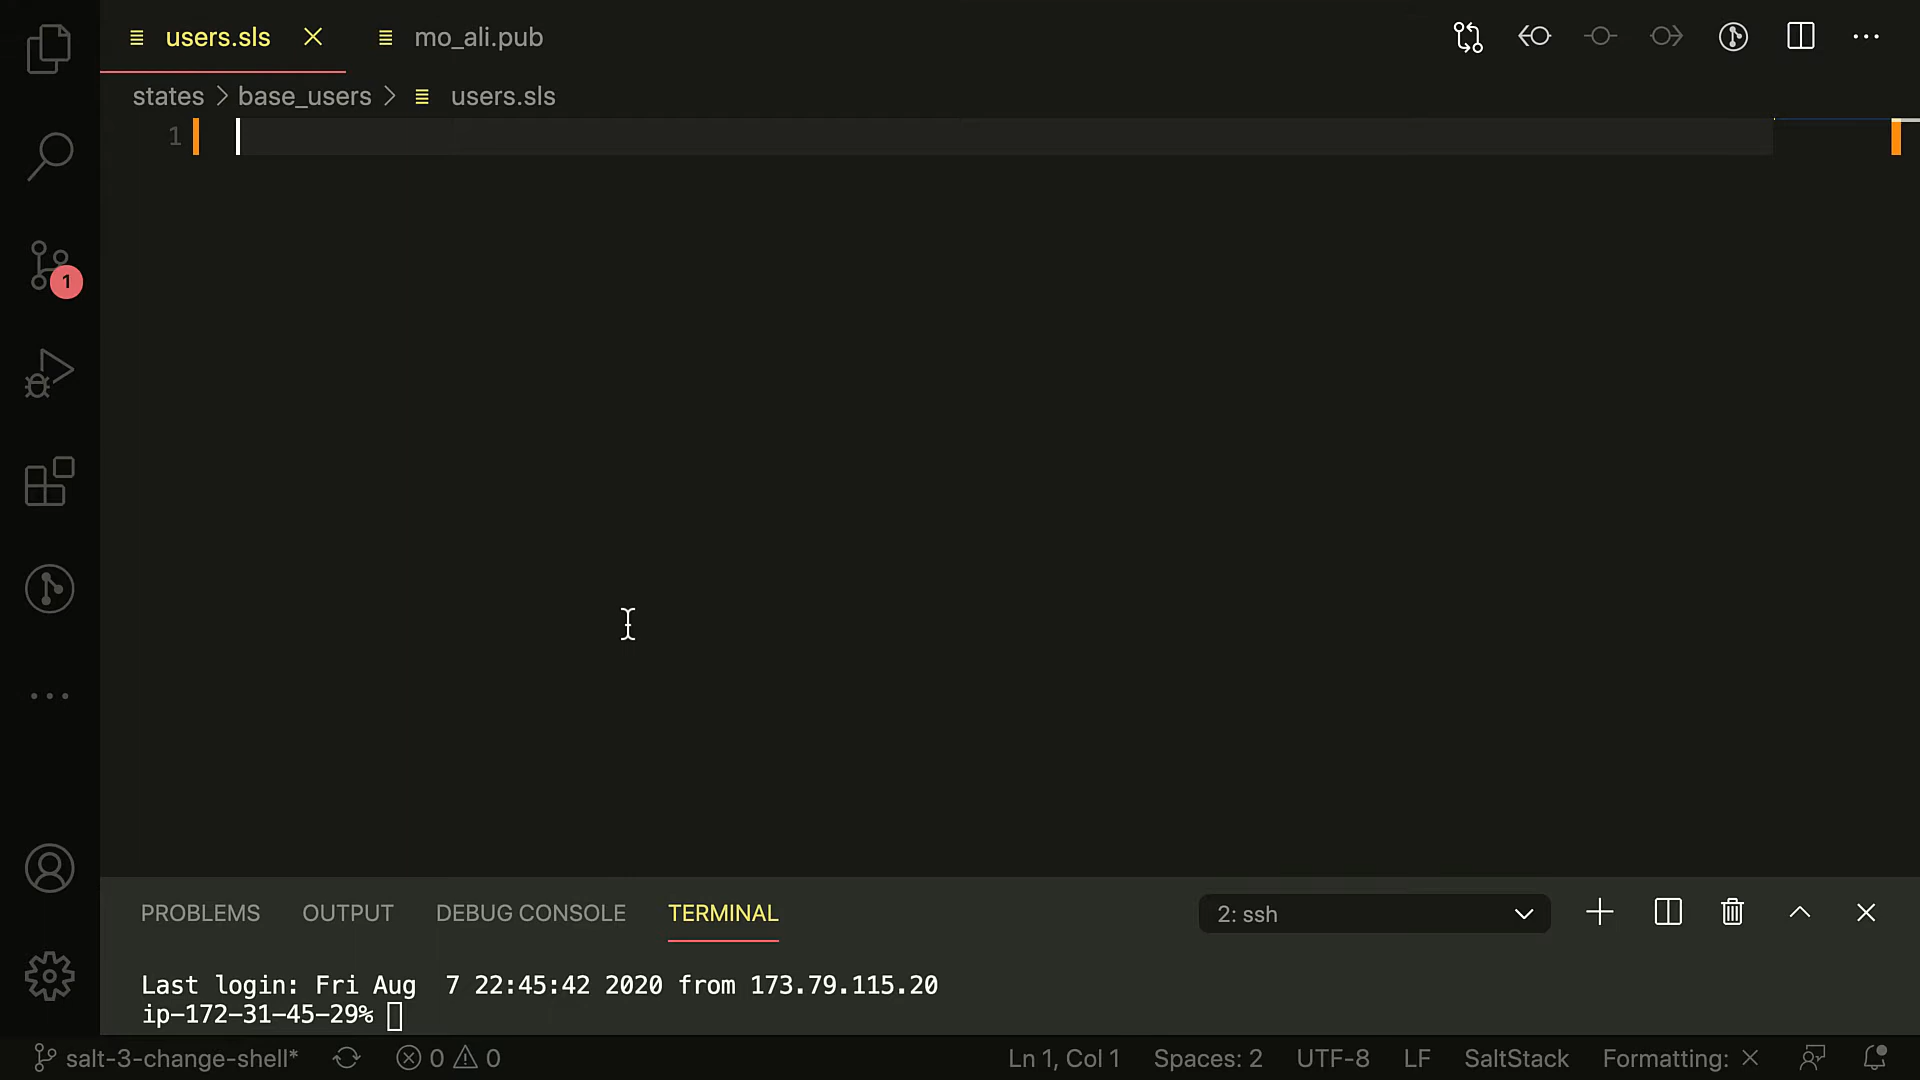 users.sls
mo_ali.pub
states > base_users > users.sls
1
1
PROBLEMS OUTPUT DEBUG CONSOLE TERMINAL
2: ssh
Last login: Fri Aug  7 22:45:42 2020 from 173.79.115.20
ip-172-31-45-29%
salt-3-change-shell* 0 0 Ln 1, Col 1 Spaces: 2 UTF-8 LF SaltStack Formatting: ×